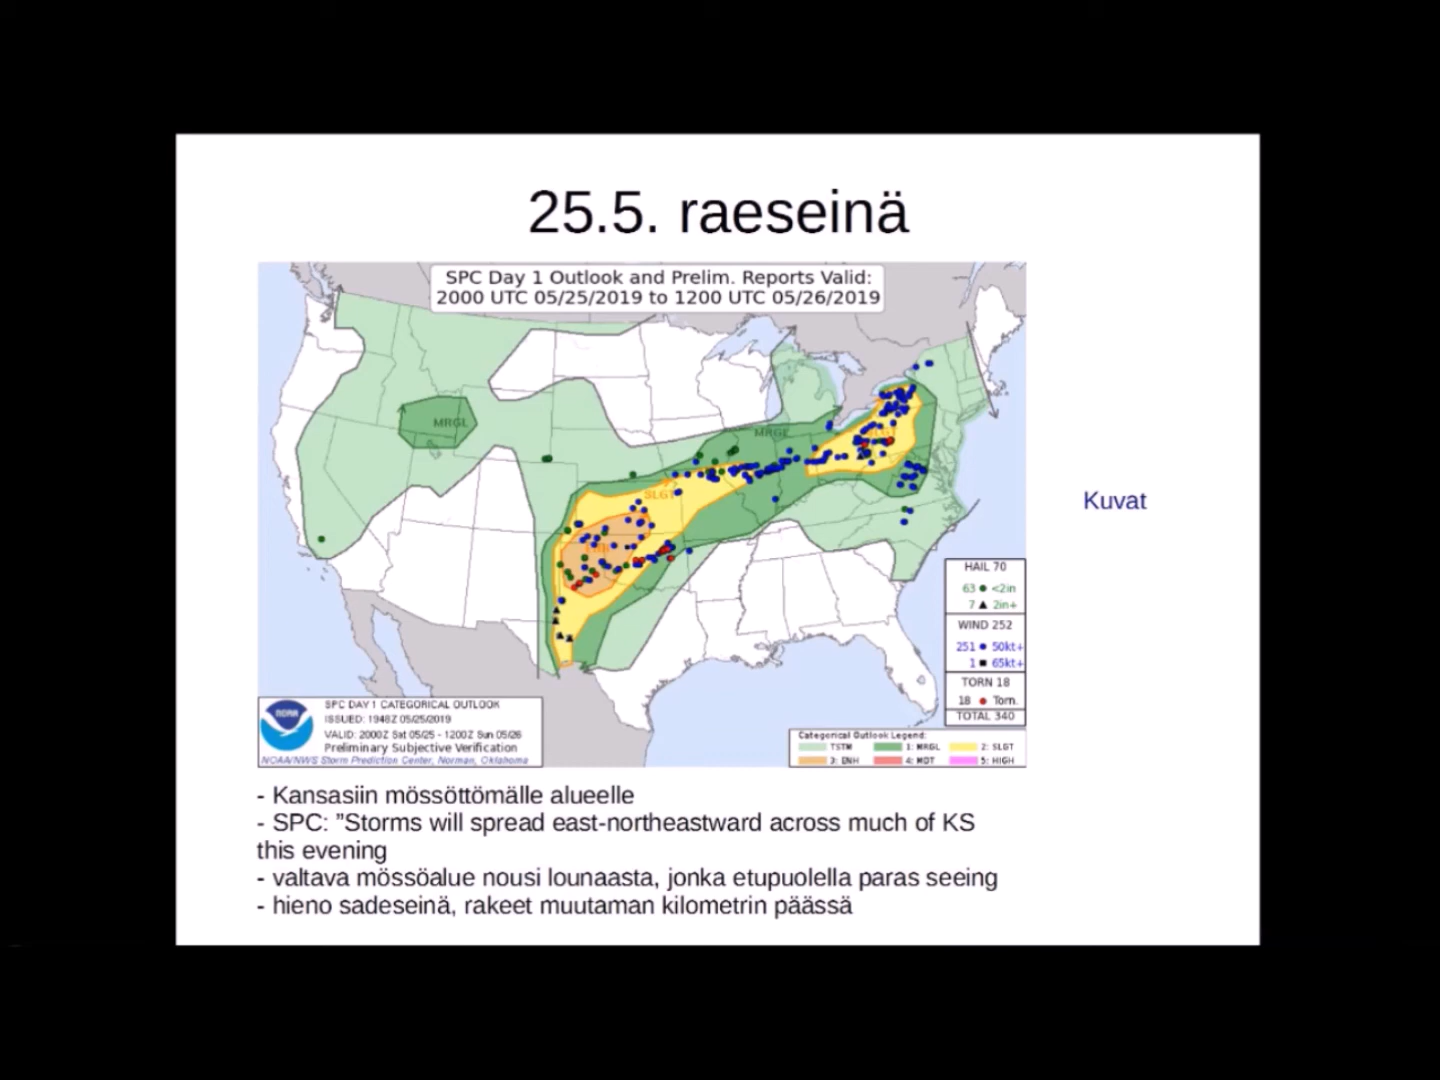 25.5. raeseinä
SPC Day 1 Outlook and Prelim. Reports Valid:
2000 UTC 05/25/2019 to 1200 UTC 05/26/2019
MRGL
MRGL
SLGT
SLGT
ENH
Kuvat
HAIL 70
63 <2in
7 2in+
WIND 252
251 50kt+
1 65kt+
TORN 18
18 Torn.
TOTAL 340
NOAA
SPC DAY 1 CATEGORICAL OUTLOOK
ISSUED: 1948Z 05/25/2019
VALID: 2000Z Sat 05/25 - 1200Z Sun 05/26
Preliminary Subjective Verification
NOAA/NWS Storm Prediction Center, Norman, Oklahoma
Categorical Outlook Legend:
TSTM 1: MRGL 2: SLGT
3: ENH 4: MDT 5: HIGH
- Kansasiin mössöttömälle alueelle
- SPC: ”Storms will spread east-northeastward across much of KS
this evening
- valtava mössöalue nousi lounaasta, jonka etupuolella paras seeing
- hieno sadeseinä, rakeet muutaman kilometrin päässä